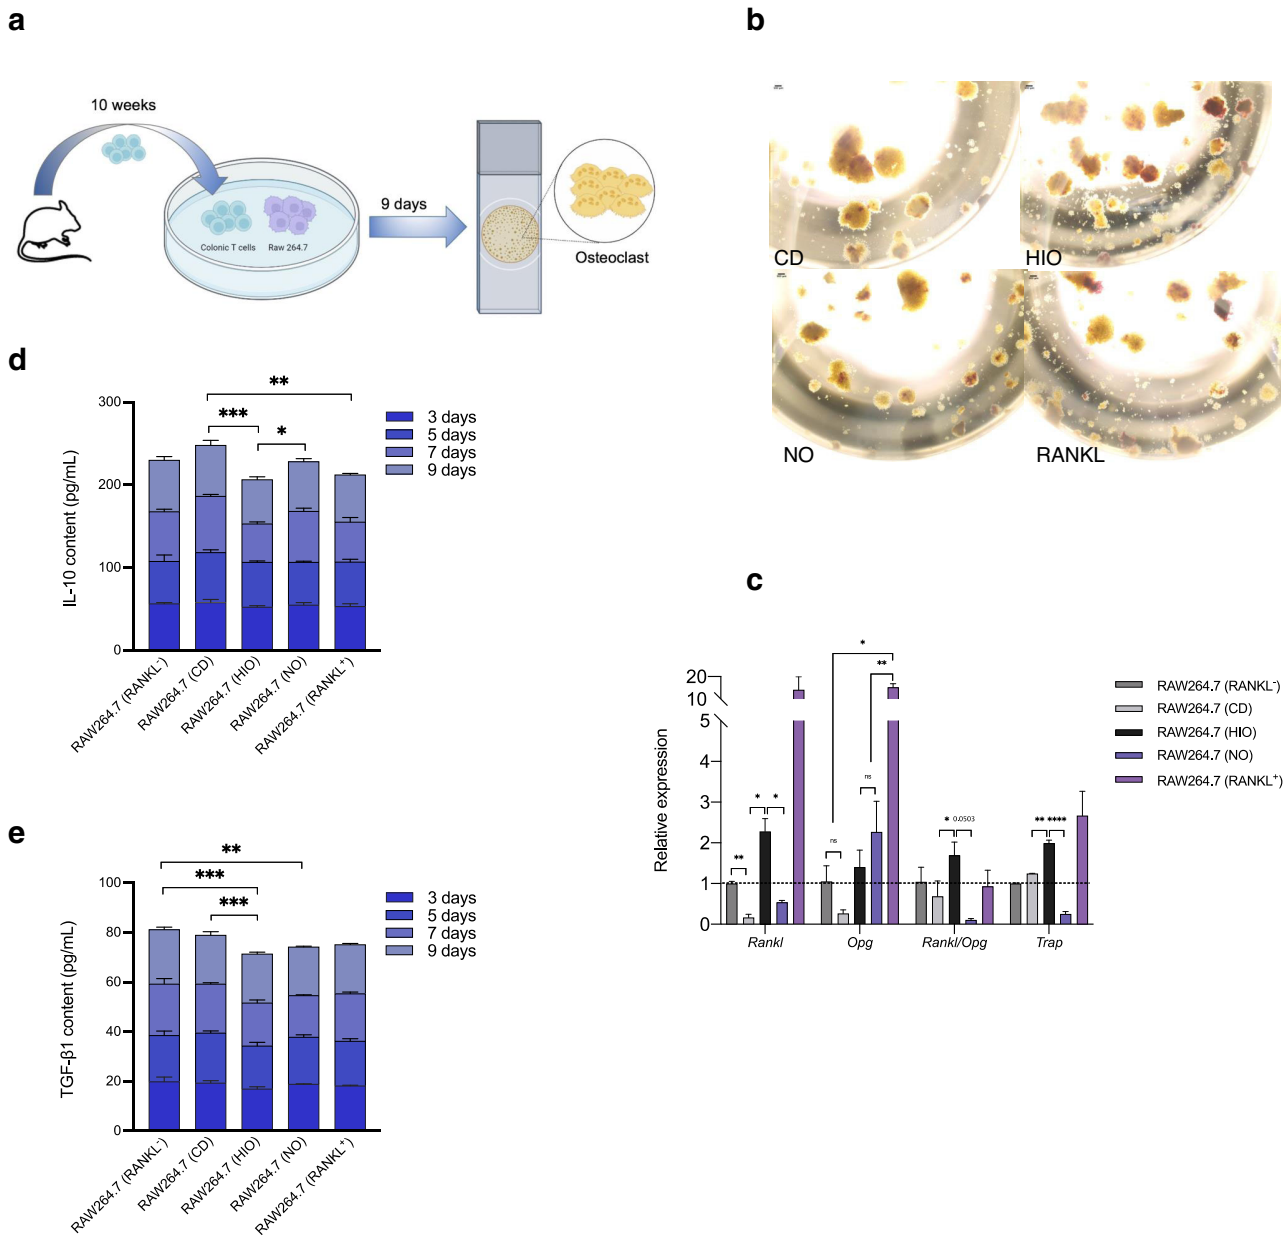 a
10 weeks
Colonic T cells
Raw 264.7
9 days
Osteoclast
b
CD
HIO
NO
RANKL
d
IL-10 content (pg/mL)
300
200
100
0
**
***
*
3 days
5 days
7 days
9 days
RAW264.7 (RANKL-)
RAW264.7 (CD)
RAW264.7 (HIO)
RAW264.7 (NO)
RAW264.7 (RANKL+)
c
Relative expression
20
10
5
4
3
2
1
0
**
*
*
ns
ns
*
**
*
0.0503
**
****
Rankl
Opg
Rankl/Opg
Trap
RAW264.7 (RANKL-)
RAW264.7 (CD)
RAW264.7 (HIO)
RAW264.7 (NO)
RAW264.7 (RANKL+)
e
TGF-β1 content (pg/mL)
100
80
60
40
20
0
**
***
***
3 days
5 days
7 days
9 days
RAW264.7 (RANKL-)
RAW264.7 (CD)
RAW264.7 (HIO)
RAW264.7 (NO)
RAW264.7 (RANKL+)